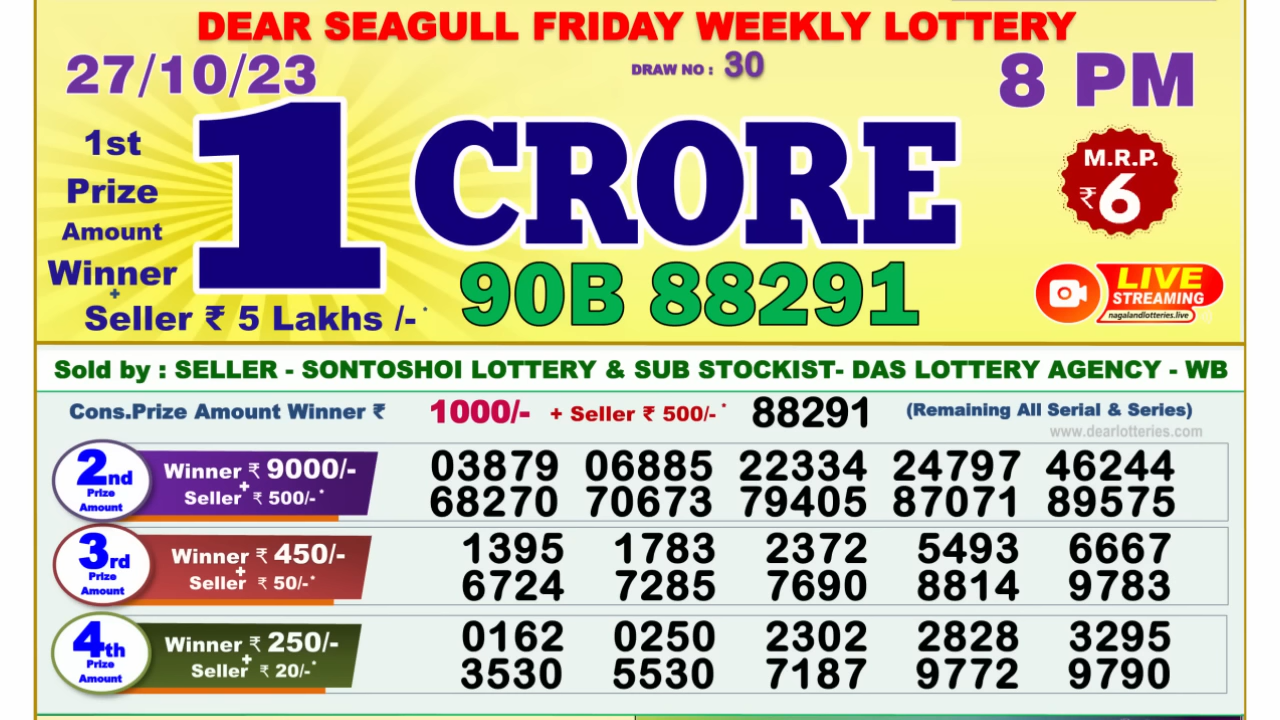 DEAR SEAGULL FRIDAY WEEKLY LOTTERY
27/10/23
DRAW NO : 30
8 PM
1st
Prize
Amount
Winner
+
Seller ₹ 5 Lakhs /-*
1 CRORE
90B 88291
M.R.P.
₹6
LIVE
STREAMING
nagalandlotteries.live
Sold by : SELLER - SONTOSHOI LOTTERY & SUB STOCKIST- DAS LOTTERY AGENCY - WB
Cons.Prize Amount Winner ₹ 1000/- + Seller ₹ 500/-* 88291 (Remaining All Serial & Series)
www.dearlotteries.com
2nd
Prize
Amount
Winner ₹ 9000/-
+
Seller ₹ 500/-*
03879 06885 22334 24797 46244
68270 70673 79405 87071 89575
3rd
Prize
Amount
Winner ₹ 450/-
+
Seller ₹ 50/-*
1395 1783 2372 5493 6667
6724 7285 7690 8814 9783
4th
Prize
Amount
Winner ₹ 250/-
+
Seller ₹ 20/-*
0162 0250 2302 2828 3295
3530 5530 7187 9772 9790